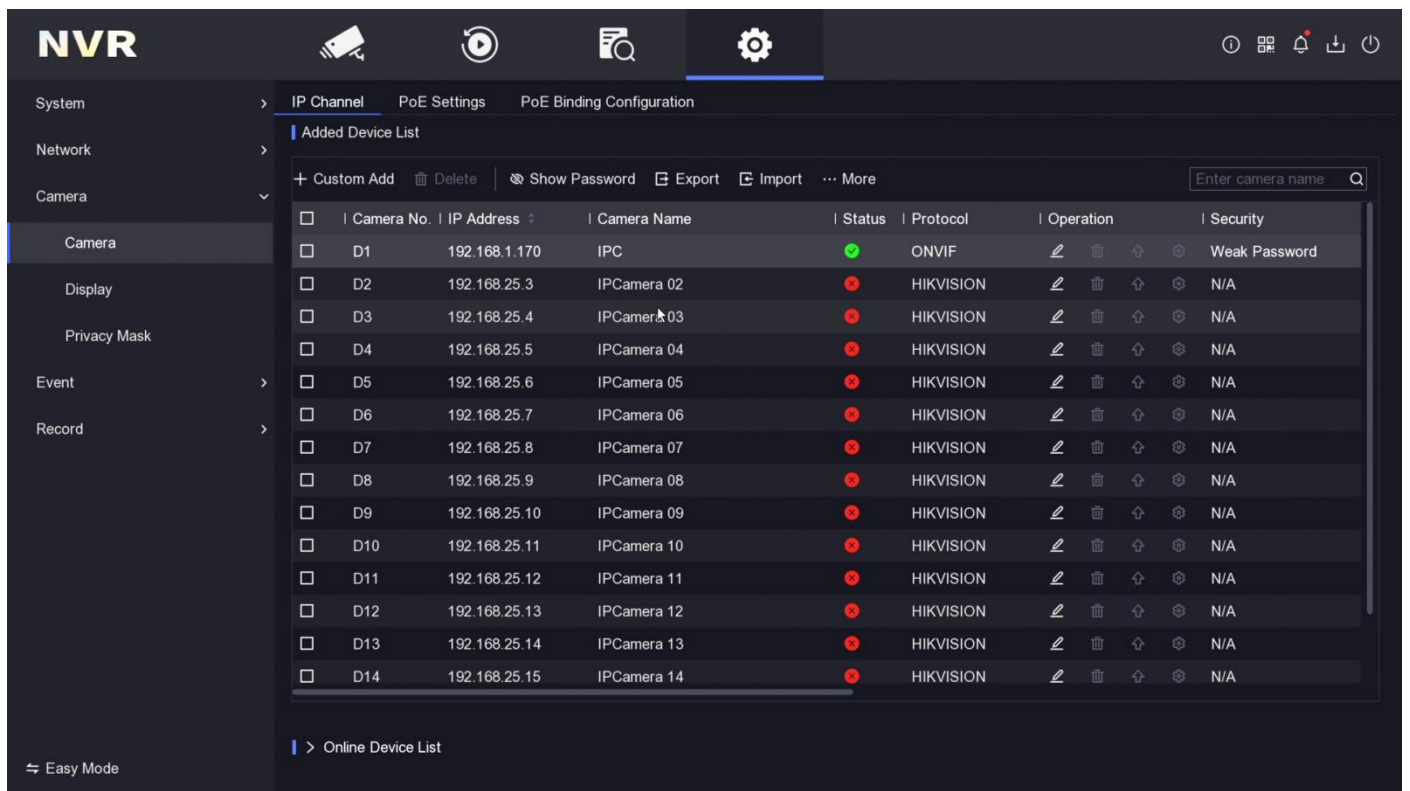 NVR
System
Network
Camera
Camera
Display
Privacy Mask
Event
Record
Easy Mode
IP Channel PoE Settings PoE Binding Configuration
Added Device List
Custom Add Delete Show Password Export Import ... More Enter camera name
Camera No. IP Address Camera Name Status Protocol Operation Security
D1 192.168.1.170 IPC ONVIF Weak Password
D2 192.168.25.3 IPCamera 02 HIKVISION N/A
D3 192.168.25.4 IPCamera 03 HIKVISION N/A
D4 192.168.25.5 IPCamera 04 HIKVISION N/A
D5 192.168.25.6 IPCamera 05 HIKVISION N/A
D6 192.168.25.7 IPCamera 06 HIKVISION N/A
D7 192.168.25.8 IPCamera 07 HIKVISION N/A
D8 192.168.25.9 IPCamera 08 HIKVISION N/A
D9 192.168.25.10 IPCamera 09 HIKVISION N/A
D10 192.168.25.11 IPCamera 10 HIKVISION N/A
D11 192.168.25.12 IPCamera 11 HIKVISION N/A
D12 192.168.25.13 IPCamera 12 HIKVISION N/A
D13 192.168.25.14 IPCamera 13 HIKVISION N/A
D14 192.168.25.15 IPCamera 14 HIKVISION N/A
Online Device List